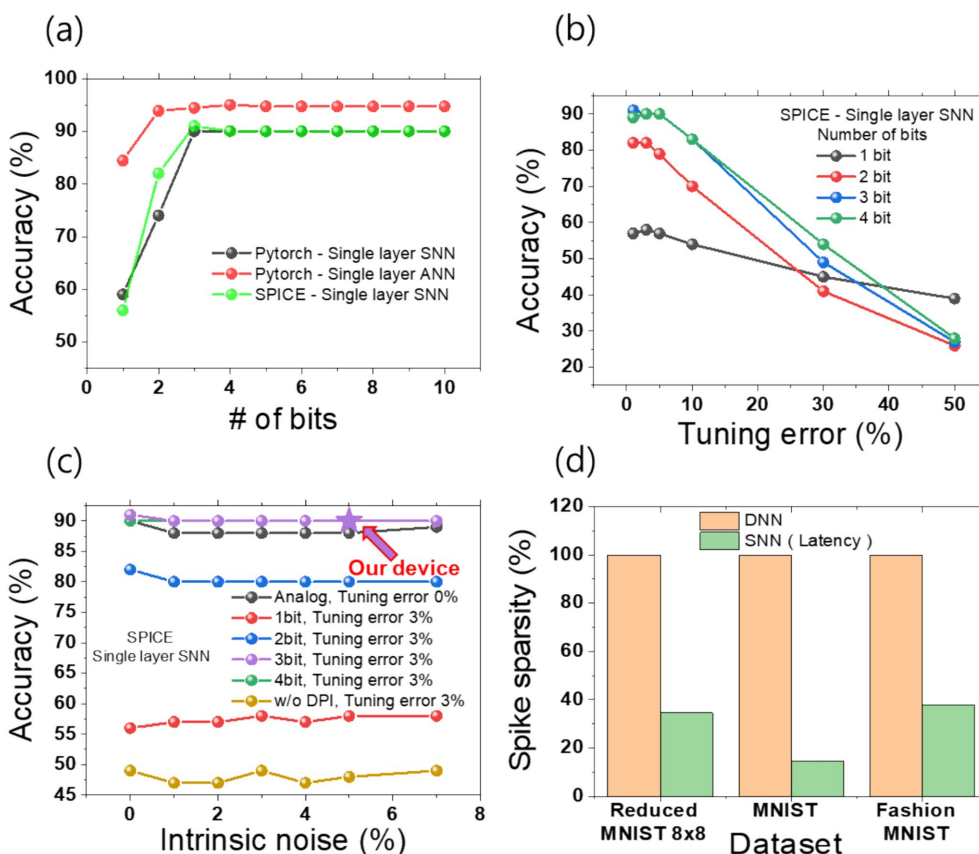 (a)
100
90
80
70
60
50
Accuracy (%)
0
2
4
6
8
10
# of bits
Pytorch - Single layer SNN
Pytorch - Single layer ANN
SPICE - Single layer SNN
(b)
90
80
70
60
50
40
30
20
Accuracy (%)
0
10
20
30
40
50
Tuning error (%)
SPICE - Single layer SNN
Number of bits
1 bit
2 bit
3 bit
4 bit
(c)
90
85
80
75
70
65
60
55
50
45
Accuracy (%)
0
2
4
6
8
Intrinsic noise (%)
Our device
SPICE
Single layer SNN
Analog, Tuning error 0%
1bit, Tuning error 3%
2bit, Tuning error 3%
3bit, Tuning error 3%
4bit, Tuning error 3%
w/o DPI, Tuning error 3%
(d)
120
100
80
60
40
20
0
Spike sparsity (%)
DNN
SNN ( Latency )
Reduced
MNIST 8x8
MNIST
Fashion
MNIST
Dataset